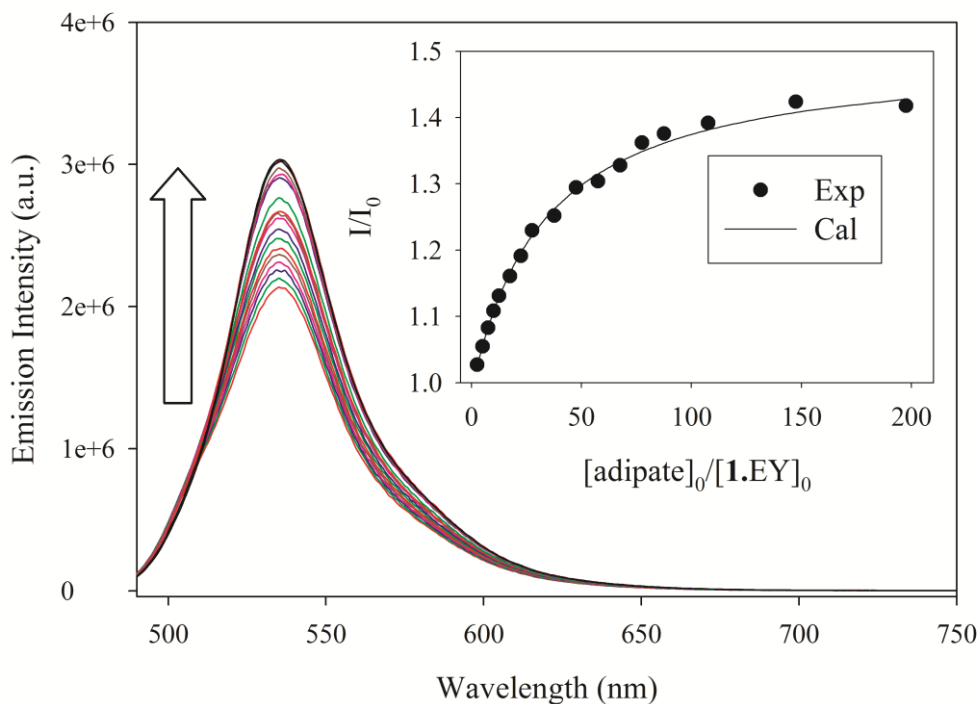 4e+6
3e+6
2e+6
1e+6
0
Emission Intensity (a.u.)
500
550
600
650
700
750
Wavelength (nm)
1.5
1.4
1.3
1.2
1.1
1.0
I/I0
0
50
100
150
200
[adipate]0/[1.EY]0
Exp
Cal